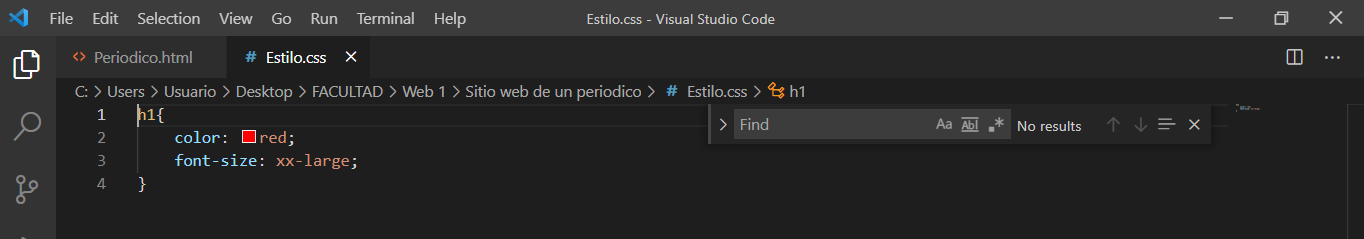 File Edit Selection View Go Run Terminal Help Estilo.css - Visual Studio Code
Periodico.html # Estilo.css
C: > Users > Usuario > Desktop > FACULTAD > Web 1 > Sitio web de un periodico > # Estilo.css > h1
1 h1{
Find Aa Abl .* No results
2 color: red;
3 font-size: xx-large;
4 }